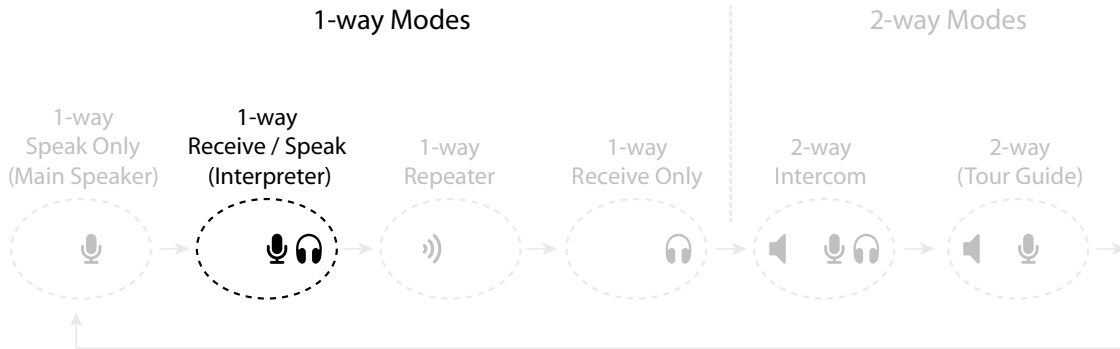 1-way Modes
2-way Modes
1-way
Speak Only
(Main Speaker)
1-way
Receive / Speak
(Interpreter)
1-way
Repeater
1-way
Receive Only
2-way
Intercom
2-way
(Tour Guide)